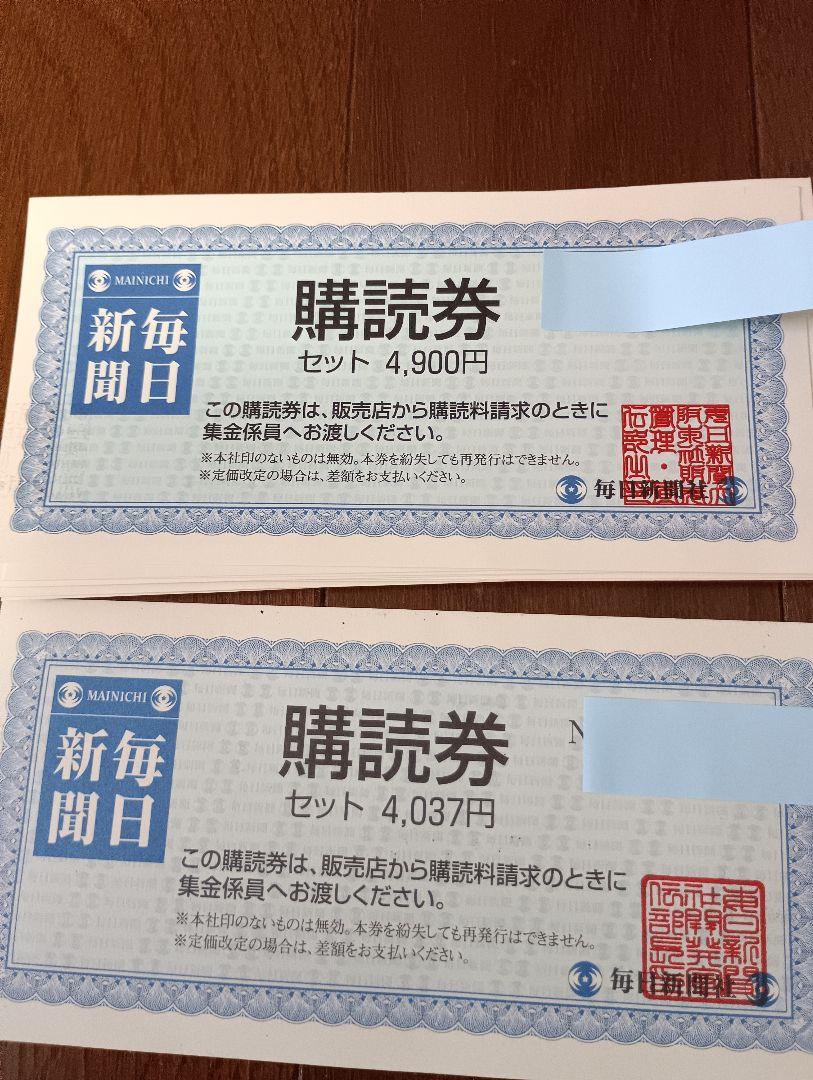 MAINICHI
毎日
新聞
購読券
セット 4,900円
この購読券は、販売店から購読料請求のときに
集金係員へお渡しください。
※本社印のないものは無効。本券を紛失しても再発行はできません。
※定価改定の場合は、差額をお支払いください。
毎日新聞社
MAINICHI
毎日
新聞
購読券
N
セット 4,037円
この購読券は、販売店から購読料請求のときに
集金係員へお渡しください。
※本社印のないものは無効。本券を紛失しても再発行はできません。
※定価改定の場合は、差額をお支払いください。
毎日新聞社